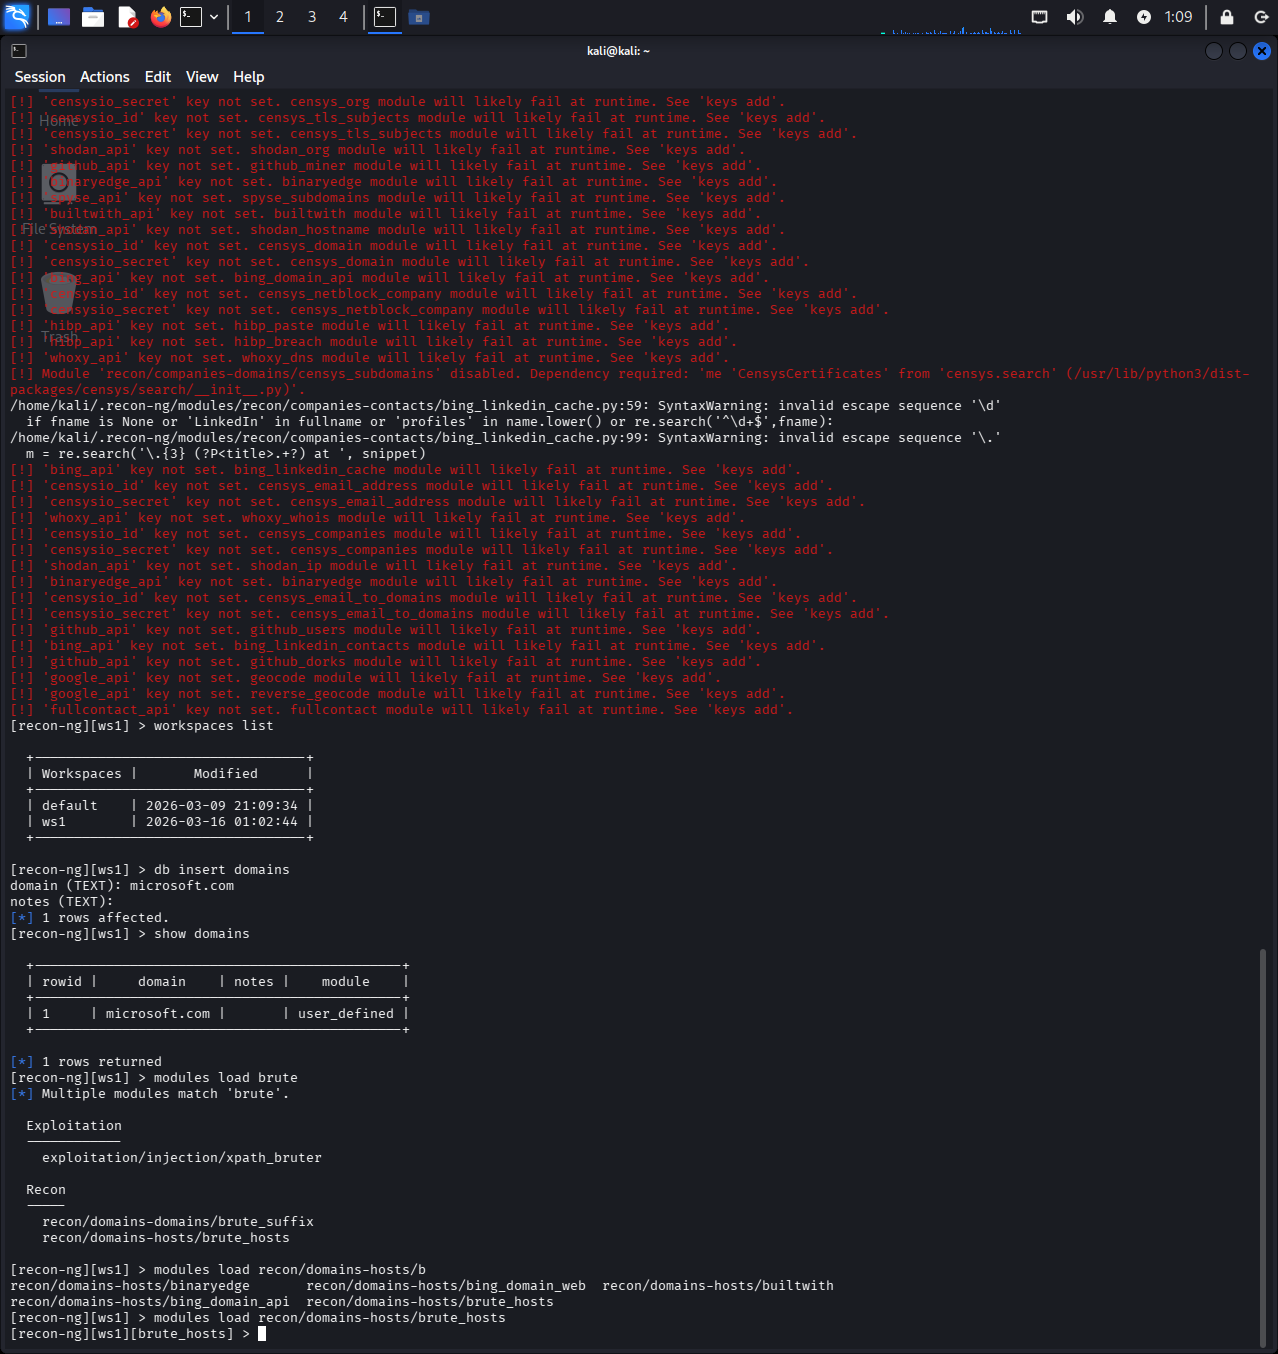 1 2 3 4 1:09
kali@kali: ~
Session Actions Edit View Help
[!] 'censysio_secret' key not set. censys_org module will likely fail at runtime. See 'keys add'.
[!] 'censysio_id' key not set. censys_tls_subjects module will likely fail at runtime. See 'keys add'.
Home
[!] 'censysio_secret' key not set. censys_tls_subjects module will likely fail at runtime. See 'keys add'.
[!] 'shodan_api' key not set. shodan_org module will likely fail at runtime. See 'keys add'.
[!] 'github_api' key not set. github_miner module will likely fail at runtime. See 'keys add'.
[!] 'binaryedge_api' key not set. binaryedge module will likely fail at runtime. See 'keys add'.
[!] 'spyse_api' key not set. spyse_subdomains module will likely fail at runtime. See 'keys add'.
[!] 'builtwith_api' key not set. builtwith module will likely fail at runtime. See 'keys add'.
[!] 'shodan_api' key not set. shodan_hostname module will likely fail at runtime. See 'keys add'.
File System
[!] 'censysio_id' key not set. censys_domain module will likely fail at runtime. See 'keys add'.
[!] 'censysio_secret' key not set. censys_domain module will likely fail at runtime. See 'keys add'.
[!] 'bing_api' key not set. bing_domain_api module will likely fail at runtime. See 'keys add'.
[!] 'censysio_id' key not set. censys_netblock_company module will likely fail at runtime. See 'keys add'.
[!] 'censysio_secret' key not set. censys_netblock_company module will likely fail at runtime. See 'keys add'.
[!] 'hibp_api' key not set. hibp_paste module will likely fail at runtime. See 'keys add'.
Trash
[!] 'hibp_api' key not set. hibp_breach module will likely fail at runtime. See 'keys add'.
[!] 'whoxy_api' key not set. whoxy_dns module will likely fail at runtime. See 'keys add'.
[!] Module 'recon/companies-domains/censys_subdomains' disabled. Dependency required: 'me 'CensysCertificates' from 'censys.search' (/usr/lib/python3/dist-
packages/censys/search/__init__.py)'.
/home/kali/.recon-ng/modules/recon/companies-contacts/bing_linkedin_cache.py:59: SyntaxWarning: invalid escape sequence '\d'
if fname is None or 'LinkedIn' in fullname or 'profiles' in name.lower() or re.search('^\d+$',fname):
/home/kali/.recon-ng/modules/recon/companies-contacts/bing_linkedin_cache.py:99: SyntaxWarning: invalid escape sequence '\.'
m = re.search('\.{3} (?P<title>.+?) at ', snippet)
[!] 'bing_api' key not set. bing_linkedin_cache module will likely fail at runtime. See 'keys add'.
[!] 'censysio_id' key not set. censys_email_address module will likely fail at runtime. See 'keys add'.
[!] 'censysio_secret' key not set. censys_email_address module will likely fail at runtime. See 'keys add'.
[!] 'whoxy_api' key not set. whoxy_whois module will likely fail at runtime. See 'keys add'.
[!] 'censysio_id' key not set. censys_companies module will likely fail at runtime. See 'keys add'.
[!] 'censysio_secret' key not set. censys_companies module will likely fail at runtime. See 'keys add'.
[!] 'shodan_api' key not set. shodan_ip module will likely fail at runtime. See 'keys add'.
[!] 'binaryedge_api' key not set. binaryedge module will likely fail at runtime. See 'keys add'.
[!] 'censysio_id' key not set. censys_email_to_domains module will likely fail at runtime. See 'keys add'.
[!] 'censysio_secret' key not set. censys_email_to_domains module will likely fail at runtime. See 'keys add'.
[!] 'github_api' key not set. github_users module will likely fail at runtime. See 'keys add'.
[!] 'bing_api' key not set. bing_linkedin_contacts module will likely fail at runtime. See 'keys add'.
[!] 'github_api' key not set. github_dorks module will likely fail at runtime. See 'keys add'.
[!] 'google_api' key not set. geocode module will likely fail at runtime. See 'keys add'.
[!] 'google_api' key not set. reverse_geocode module will likely fail at runtime. See 'keys add'.
[!] 'fullcontact_api' key not set. fullcontact module will likely fail at runtime. See 'keys add'.
[recon-ng][ws1] > workspaces list
+----------------------------------+
| Workspaces | Modified |
+----------------------------------+
| default | 2026-03-09 21:09:34 |
| ws1 | 2026-03-16 01:02:44 |
+----------------------------------+
[recon-ng][ws1] > db insert domains
domain (TEXT): microsoft.com
notes (TEXT):
[*] 1 rows affected.
[recon-ng][ws1] > show domains
+----------------------------------------------+
| rowid | domain | notes | module |
+----------------------------------------------+
| 1 | microsoft.com | | user_defined |
+----------------------------------------------+
[*] 1 rows returned
[recon-ng][ws1] > modules load brute
[*] Multiple modules match 'brute'.
Exploitation
------------
exploitation/injection/xpath_bruter
Recon
-----
recon/domains-domains/brute_suffix
recon/domains-hosts/brute_hosts
[recon-ng][ws1] > modules load recon/domains-hosts/b
recon/domains-hosts/binaryedge recon/domains-hosts/bing_domain_web recon/domains-hosts/builtwith
recon/domains-hosts/bing_domain_api recon/domains-hosts/brute_hosts
[recon-ng][ws1] > modules load recon/domains-hosts/brute_hosts
[recon-ng][ws1][brute_hosts] >